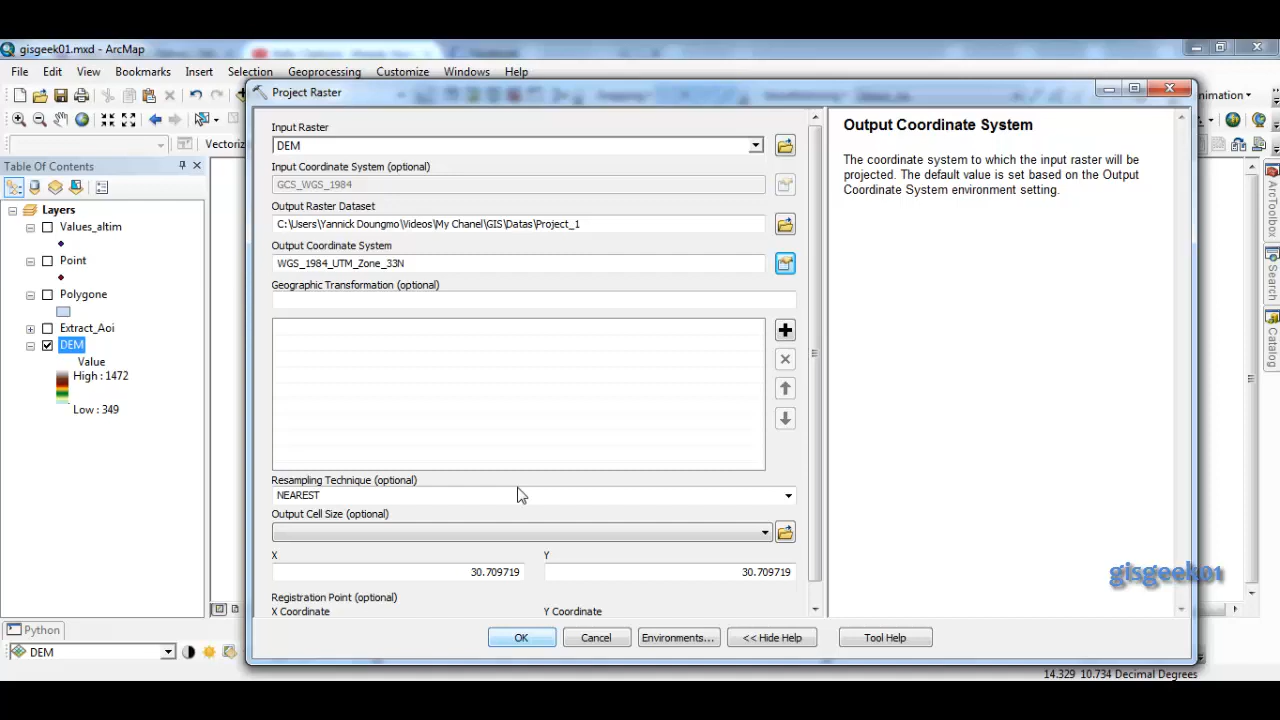 gisgeek01.mxd - ArcMap
File Edit View Bookmarks Insert Selection Geoprocessing Customize Windows Help
Project Raster
nimation
Vectoriz
Table Of Contents
Layers
Values_altim
Point
Polygone
Extract_Aoi
DEM
Value
High : 1472
Low : 349
Input Raster
DEM
Input Coordinate System (optional)
GCS_WGS_1984
Output Raster Dataset
C:\Users\Yannick Doungmo\Videos\My Chanel\GIS\Datas\Project_1
Output Coordinate System
WGS_1984_UTM_Zone_33N
Geographic Transformation (optional)
Resampling Technique (optional)
NEAREST
Output Cell Size (optional)
X Y
30.709719 30.709719
Registration Point (optional)
X Coordinate Y Coordinate
OK Cancel Environments... << Hide Help Tool Help
Output Coordinate System
The coordinate system to which the input raster will be
projected. The default value is set based on the Output
Coordinate System environment setting.
ArcToolbox
Search
Catalog
gisgeek01
Python
DEM
14.329 10.734 Decimal Degrees